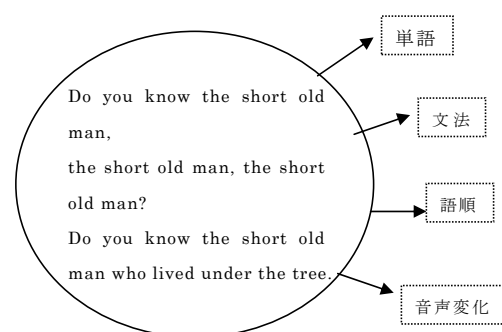 Do you know the short old
man,
the short old man, the short
old man?
Do you know the short old
man who lived under the tree.
単語
文法
語順
音声変化